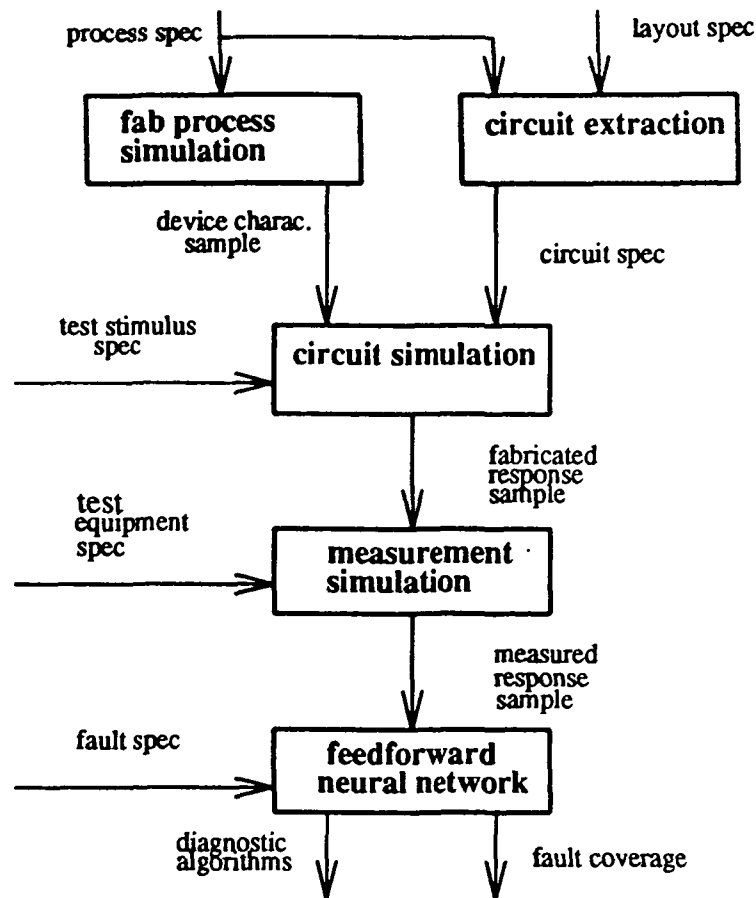 process spec
layout spec
fab process
simulation
circuit extraction
device charac.
sample
circuit spec
test stimulus
spec
circuit simulation
fabricated
response
sample
test
equipment
spec
measurement
simulation
measured
response
sample
fault spec
feedforward
neural network
diagnostic
algorithms
fault coverage